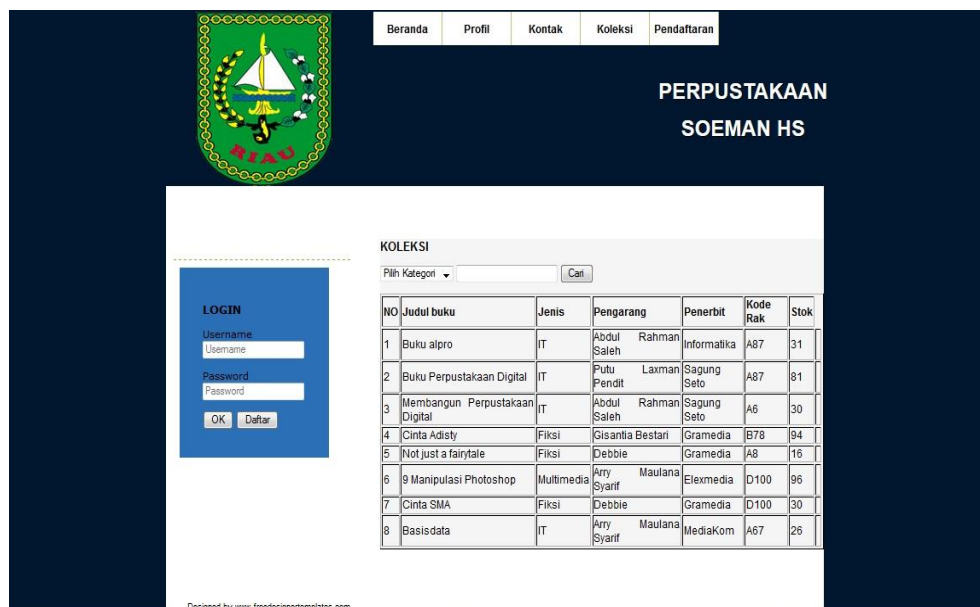 Beranda Profil Kontak Koleksi Pendaftaran
RIAU
PERPUSTAKAAN
SOEMAN HS
KOLEKSI
Pilih Kategori Cari
LOGIN
Username
Username
Password
Password
OK Daftar
NO Judul buku Jenis Pengarang Penerbit Kode Rak Stok
1 Buku alpro IT Abdul Rahman Saleh Informatika A87 31
2 Buku Perpustakaan Digital IT Putu Laxman Pendit Sagung Seto A87 81
3 Membangun Perpustakaan Digital IT Abdul Rahman Saleh Sagung Seto A6 30
4 Cinta Adisty Fiksi Gisantia Bestari Gramedia B78 94
5 Not just a fairytale Fiksi Debbie Gramedia A8 16
6 9 Manipulasi Photoshop Multimedia Arry Maulana Syarif Elexmedia D100 96
7 Cinta SMA Fiksi Debbie Gramedia D100 30
8 Basisdata IT Arry Maulana Syarif MediaKom A67 26
Designed by www.freedesignertemplates.com